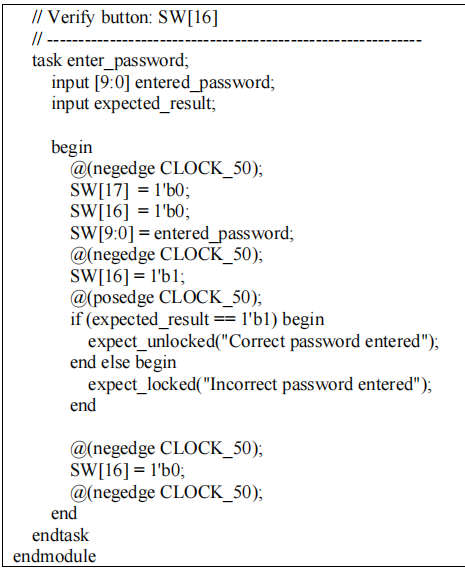 // Verify button: SW[16]
// ------------------------------------------------------------
task enter_password;
input [9:0] entered_password;
input expected_result;
begin
@(negedge CLOCK_50);
SW[17] = 1'b0;
SW[16] = 1'b0;
SW[9:0] = entered_password;
@(negedge CLOCK_50);
SW[16] = 1'b1;
@(posedge CLOCK_50);
if (expected_result == 1'b1) begin
expect_unlocked("Correct password entered");
end else begin
expect_locked("Incorrect password entered");
end
@(negedge CLOCK_50);
SW[16] = 1'b0;
@(negedge CLOCK_50);
end
endtask
endmodule